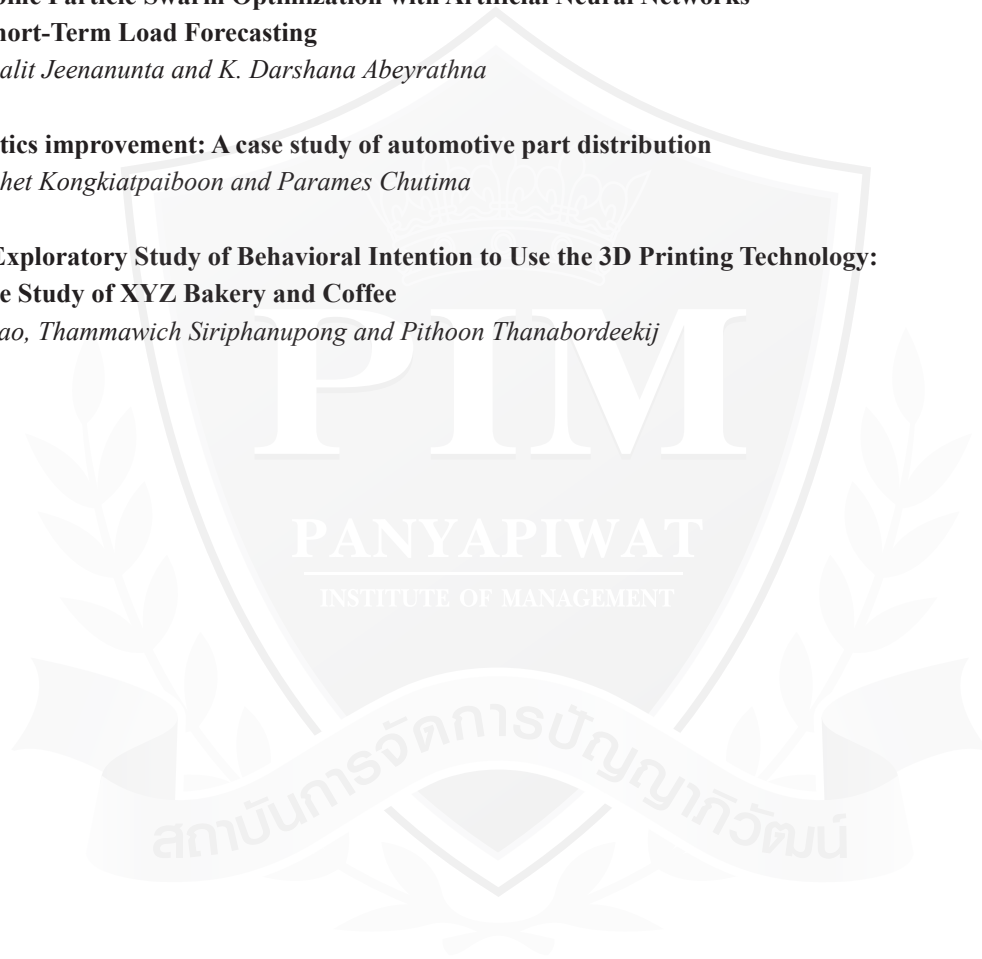 Particle Swarm Optimization with Artificial Neural Networks
hort-Term Load Forecasting
alit Jeenanunta and K. Darshana Abeyrathna
tics improvement: A case study of automotive part distribution
het Kongkiatpaiboon and Parames Chutima
Exploratory Study of Behavioral Intention to Use the 3D Printing Technology:
e Study of XYZ Bakery and Coffee
ao, Thammawich Siriphanupong and Pithoon Thanabordeekij
PIM
PANYAPIWAT
INSTITUTE OF MANAGEMENT
สถาบันการจัดการปัญญาภิวัฒน์